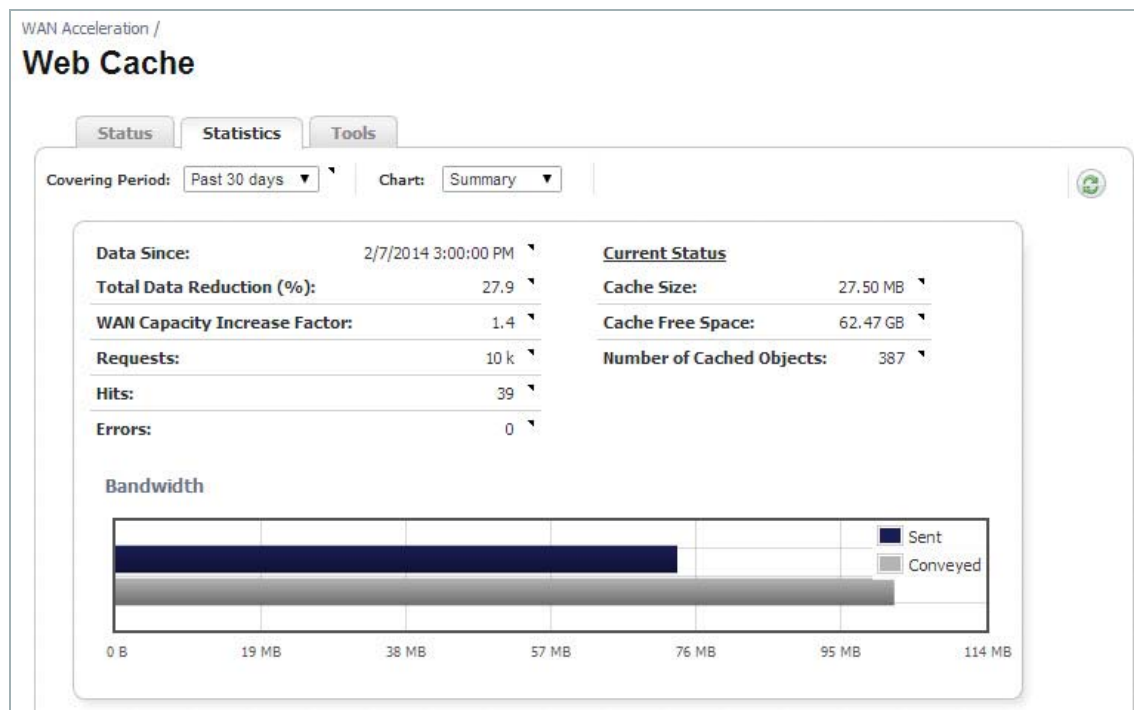 WAN Acceleration /
Web Cache
Status Statistics Tools
Covering Period: Past 30 days Chart: Summary
Data Since: 2/7/2014 3:00:00 PM
Total Data Reduction (%): 27.9
WAN Capacity Increase Factor: 1.4
Requests: 10 k
Hits: 39
Errors: 0
Current Status
Cache Size: 27.50 MB
Cache Free Space: 62.47 GB
Number of Cached Objects: 387
Bandwidth
Sent
Conveyed
0 B 19 MB 38 MB 57 MB 76 MB 95 MB 114 MB